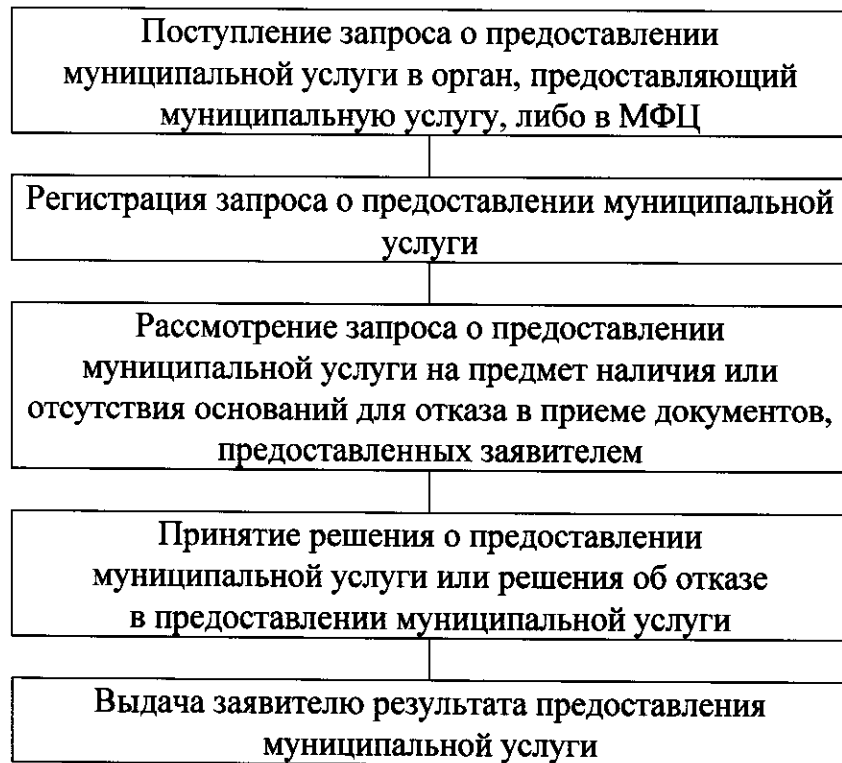 Поступление запроса о предоставлении
муниципальной услуги в орган, предоставляющий
муниципальную услугу, либо в МФЦ
Регистрация запроса о предоставлении муниципальной
услуги
Рассмотрение запроса о предоставлении
муниципальной услуги на предмет наличия или
отсутствия оснований для отказа в приеме документов,
предоставленных заявителем
Принятие решения о предоставлении
муниципальной услуги или решения об отказе
в предоставлении муниципальной услуги
Выдача заявителю результата предоставления
муниципальной услуги